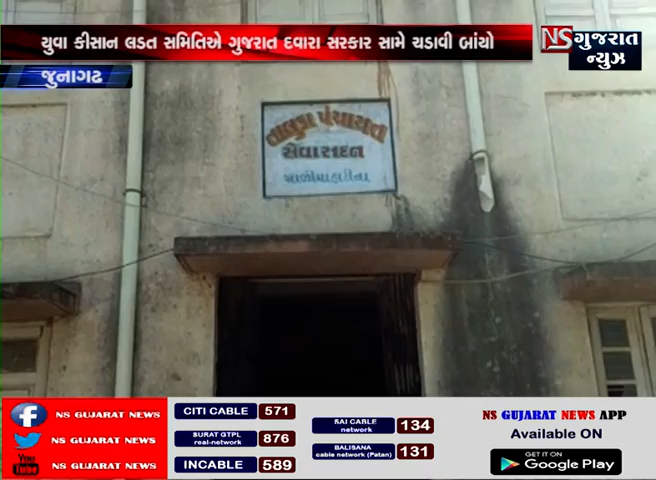 યુવા કીસાન લડત સમિતિએ ગુજરાત દવારા સરકાર સામે ચડાવી બાંયો
NS ગુજરાત
ન્યુઝ
જુનાગઢ
તાલુકા પંચાયત
સેવાસદન
માળીયાહાટીના
NS GUJARAT NEWS
NS GUJARAT NEWS
You Tube NS GUJARAT NEWS
CITI CABLE 571
SURAT GTPL real-network 876
INCABLE 589
SAI CABLE network 134
BALISANA cable network (Patan) 131
NS GUJARAT NEWS APP
Available ON
GET IT ON
Google Play